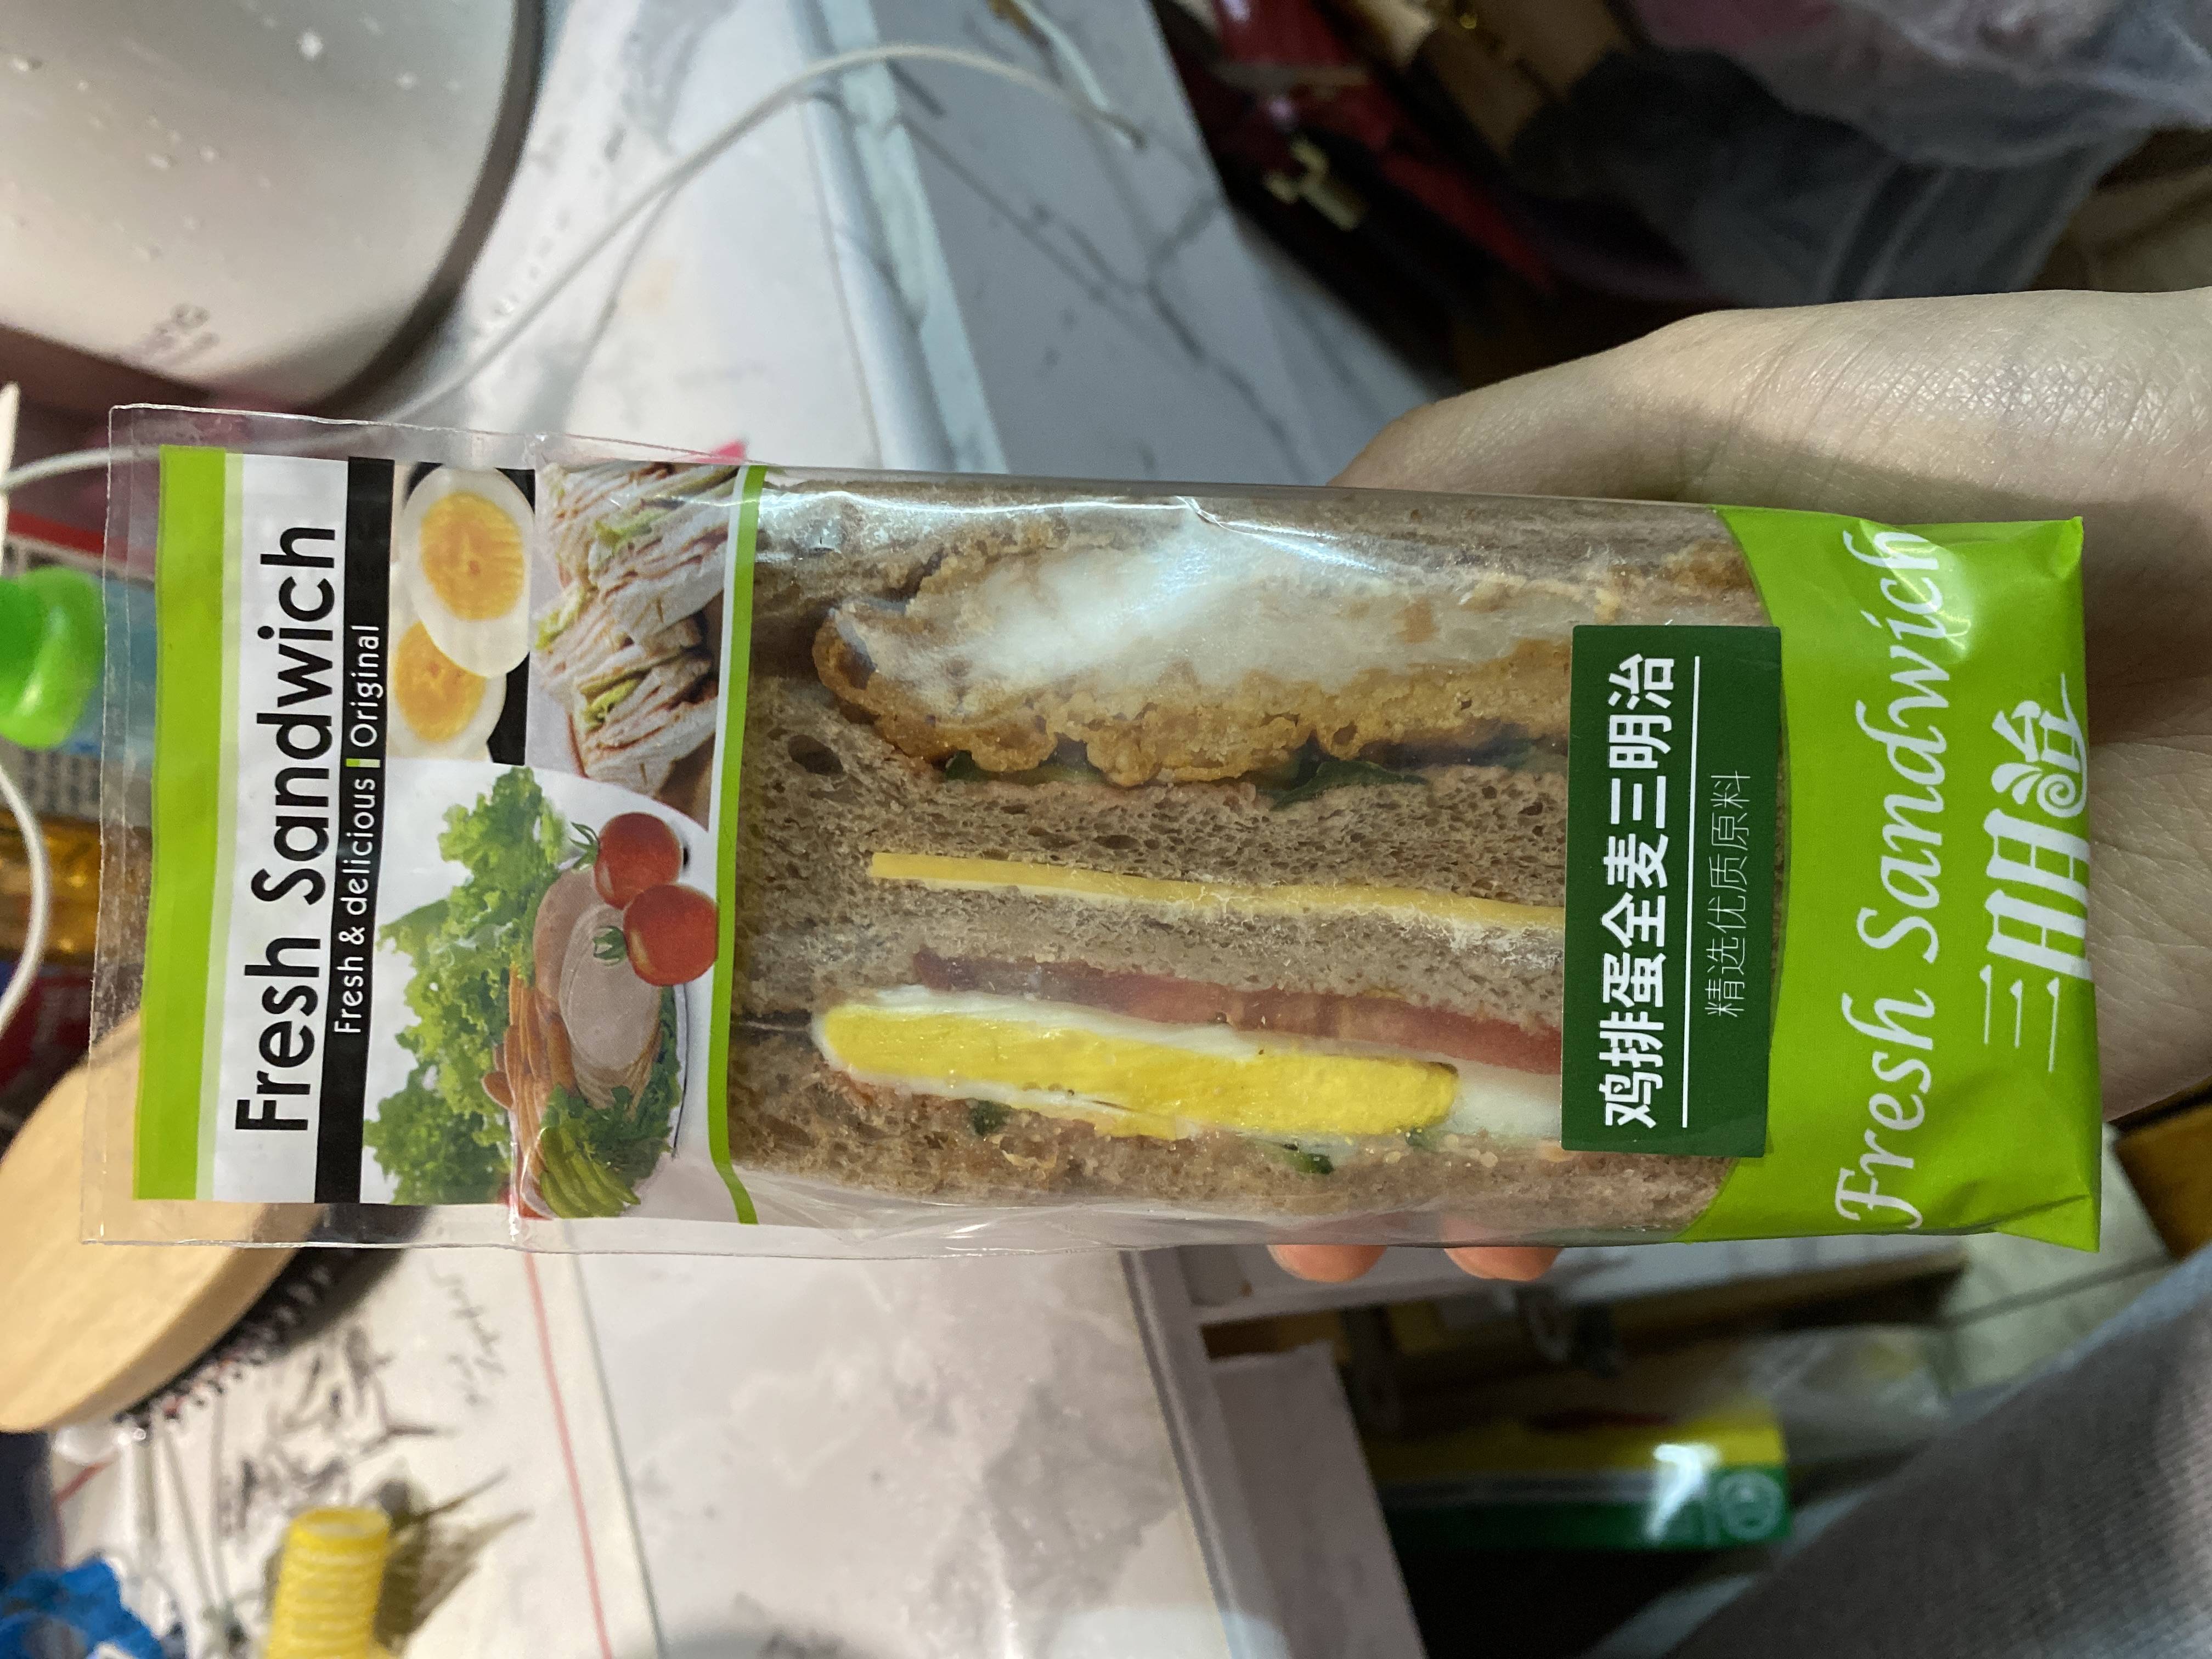 Fresh Sandwich
Fresh & delicious Original
鸡排蛋全麦三明治
精选优质原料
Fresh Sandwich
三明治